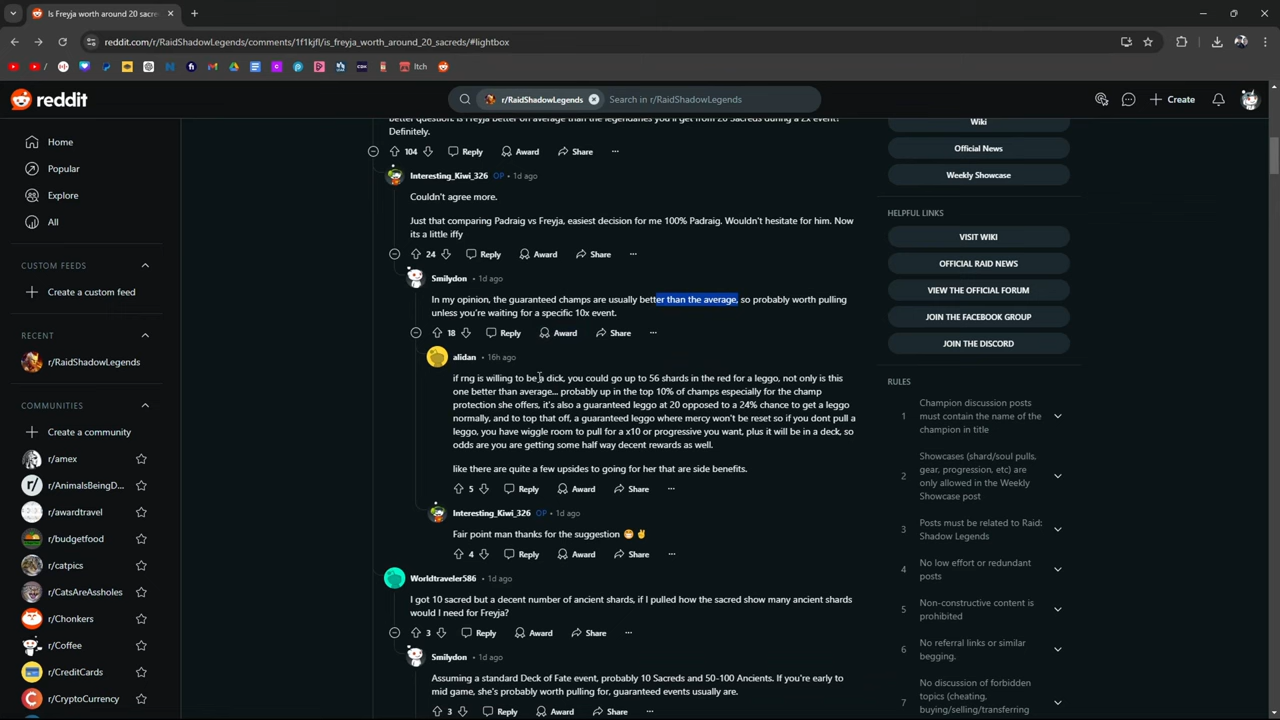 Is Freyja worth around 20 sacre
reddit.com/r/RaidShadowLegends/comments/1f1kjfl/is_freyja_worth_around_20_sacreds/#lightbox
Itch
reddit
r/RaidShadowLegends
Search in r/RaidShadowLegends
Create
Home
Popular
Explore
All
CUSTOM FEEDS
Create a custom feed
RECENT
r/RaidShadowLegends
COMMUNITIES
Create a community
r/amex
r/AnimalsBeingD...
r/awardtravel
r/budgetfood
r/catpics
r/CatsAreAssholes
r/Chonkers
r/Coffee
r/CreditCards
r/CryptoCurrency
better question: is Freyja better on average than the legendaries you'll get from 20 Sacreds during a 2x event?
Definitely.
104 Reply Award Share
Interesting_Kiwi_326 OP • 1d ago
Couldn't agree more.
Just that comparing Padraig vs Freyja, easiest decision for me 100% Padraig. Wouldn't hesitate for him. Now
its a little iffy
24 Reply Award Share
Smilydon • 1d ago
In my opinion, the guaranteed champs are usually better than the average, so probably worth pulling
unless you're waiting for a specific 10x event.
18 Reply Award Share
alidan • 16h ago
if rng is willing to be a dick, you could go up to 56 shards in the red for a leggo, not only is this
one better than average... probably up in the top 10% of champs especially for the champ
protection she offers, it's also a guaranteed leggo at 20 opposed to a 24% chance to get a leggo
normally, and to top that off, a guaranteed leggo where mercy won't be reset so if you dont pull a
leggo, you have wiggle room to pull for a x10 or progressive you want, plus it will be in a deck, so
odds are you are getting some half way decent rewards as well.
like there are quite a few upsides to going for her that are side benefits.
5 Reply Award Share
Interesting_Kiwi_326 OP • 1d ago
Fair point man thanks for the suggestion 😁✌️
4 Reply Award Share
Worldtraveler586 • 1d ago
I got 10 sacred but a decent number of ancient shards, if I pulled how the sacred show many ancient shards
would I need for Freyja?
3 Reply Award Share
Smilydon • 1d ago
Assuming a standard Deck of Fate event, probably 10 Sacreds and 50-100 Ancients. If you're early to
mid game, she's probably worth pulling for, guaranteed events usually are.
3 Reply Award Share
Wiki
Official News
Weekly Showcase
HELPFUL LINKS
VISIT WIKI
OFFICIAL RAID NEWS
VIEW THE OFFICIAL FORUM
JOIN THE FACEBOOK GROUP
JOIN THE DISCORD
RULES
1 Champion discussion posts
must contain the name of the
champion in title
2 Showcases (shard/soul pulls,
gear, progression, etc) are
only allowed in the Weekly
Showcase post
3 Posts must be related to Raid:
Shadow Legends
4 No low effort or redundant
posts
5 Non-constructive content is
prohibited
6 No referral links or similar
begging.
7 No discussion of forbidden
topics (cheating,
buying/selling/transferring